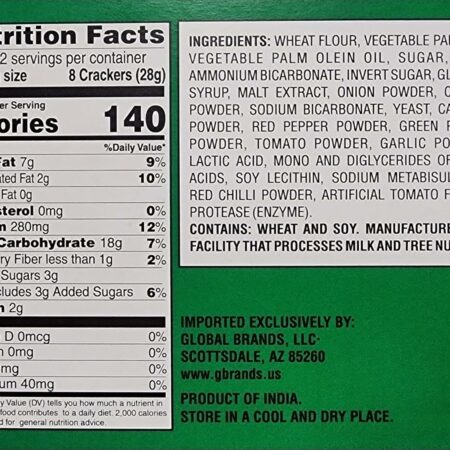 trition Facts
2 servings per container
size 8 Crackers (28g)
er Serving
ories 140
%Daily Value*
Fat 7g 9%
ated Fat 2g 10%
Fat 0g
sterol 0mg 0%
m 280mg 12%
Carbohydrate 18g 7%
ry Fiber less than 1g 2%
Sugars 3g
cludes 3g Added Sugars 6%
n 2g
D 0mcg 0%
m 0mg 0%
mg 0%
um 40mg 0%
y Value (DV) tells you how much a nutrient in
food contributes to a daily diet. 2,000 calories
d for general nutrition advice.
INGREDIENTS: WHEAT FLOUR, VEGETABLE PAL
VEGETABLE PALM OLEIN OIL, SUGAR,
AMMONIUM BICARBONATE, INVERT SUGAR, GL
SYRUP, MALT EXTRACT, ONION POWDER, C
POWDER, SODIUM BICARBONATE, YEAST, CA
POWDER, RED PEPPER POWDER, GREEN P
POWDER, TOMATO POWDER, GARLIC PO
LACTIC ACID, MONO AND DIGLYCERIDES OF
ACIDS, SOY LECITHIN, SODIUM METABISUL
RED CHILLI POWDER, ARTIFICIAL TOMATO F
PROTEASE (ENZYME).
CONTAINS: WHEAT AND SOY. MANUFACTURE
FACILITY THAT PROCESSES MILK AND TREE NU
IMPORTED EXCLUSIVELY BY:
GLOBAL BRANDS, LLC
SCOTTSDALE, AZ 85260
www.gbrands.us
PRODUCT OF INDIA.
STORE IN A COOL AND DRY PLACE.